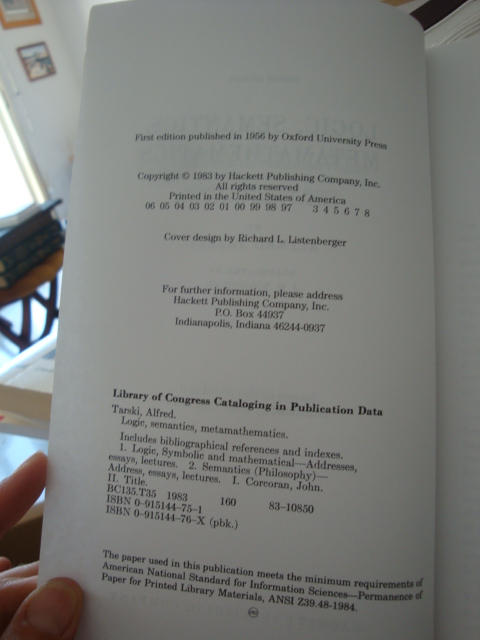 First edition published in 1956 by Oxford University Press
Copyright © 1983 by Hackett Publishing Company, Inc.
All rights reserved
Printed in the United States of America
06 05 04 03 02 01 00 99 98 97 3 4 5 6 7 8
Cover design by Richard L. Listenberger
For further information, please address
Hackett Publishing Company, Inc.
P.O. Box 44937
Indianapolis, Indiana 46244-0937
Library of Congress Cataloging in Publication Data
Tarski, Alfred.
Logic, semantics, metamathematics.
Includes bibliographical references and indexes.
1. Logic, Symbolic and mathematical—Addresses,
essays, lectures. 2. Semantics (Philosophy)—
Address, essays, lectures. I. Corcoran, John.
II. Title.
BC135.T35 1983 160 83-10850
ISBN 0-915144-75-1
ISBN 0-915144-76-X (pbk.)
The paper used in this publication meets the minimum requirements of
American National Standard for Information Sciences—Permanence of
Paper for Printed Library Materials, ANSI Z39.48-1984.